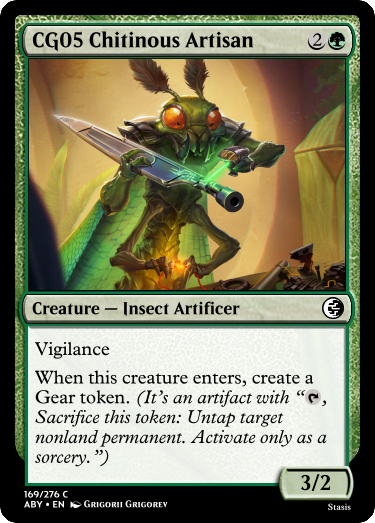 CG05 Chitinous Artisan 2
Creature — Insect Artificer
Vigilance
When this creature enters, create a
Gear token. (It's an artifact with “,
Sacrifice this token: Untap target
nonland permanent. Activate only as a
sorcery.”)
3/2
169/276 C
ABY • EN Grigorii Grigorev
Stasis